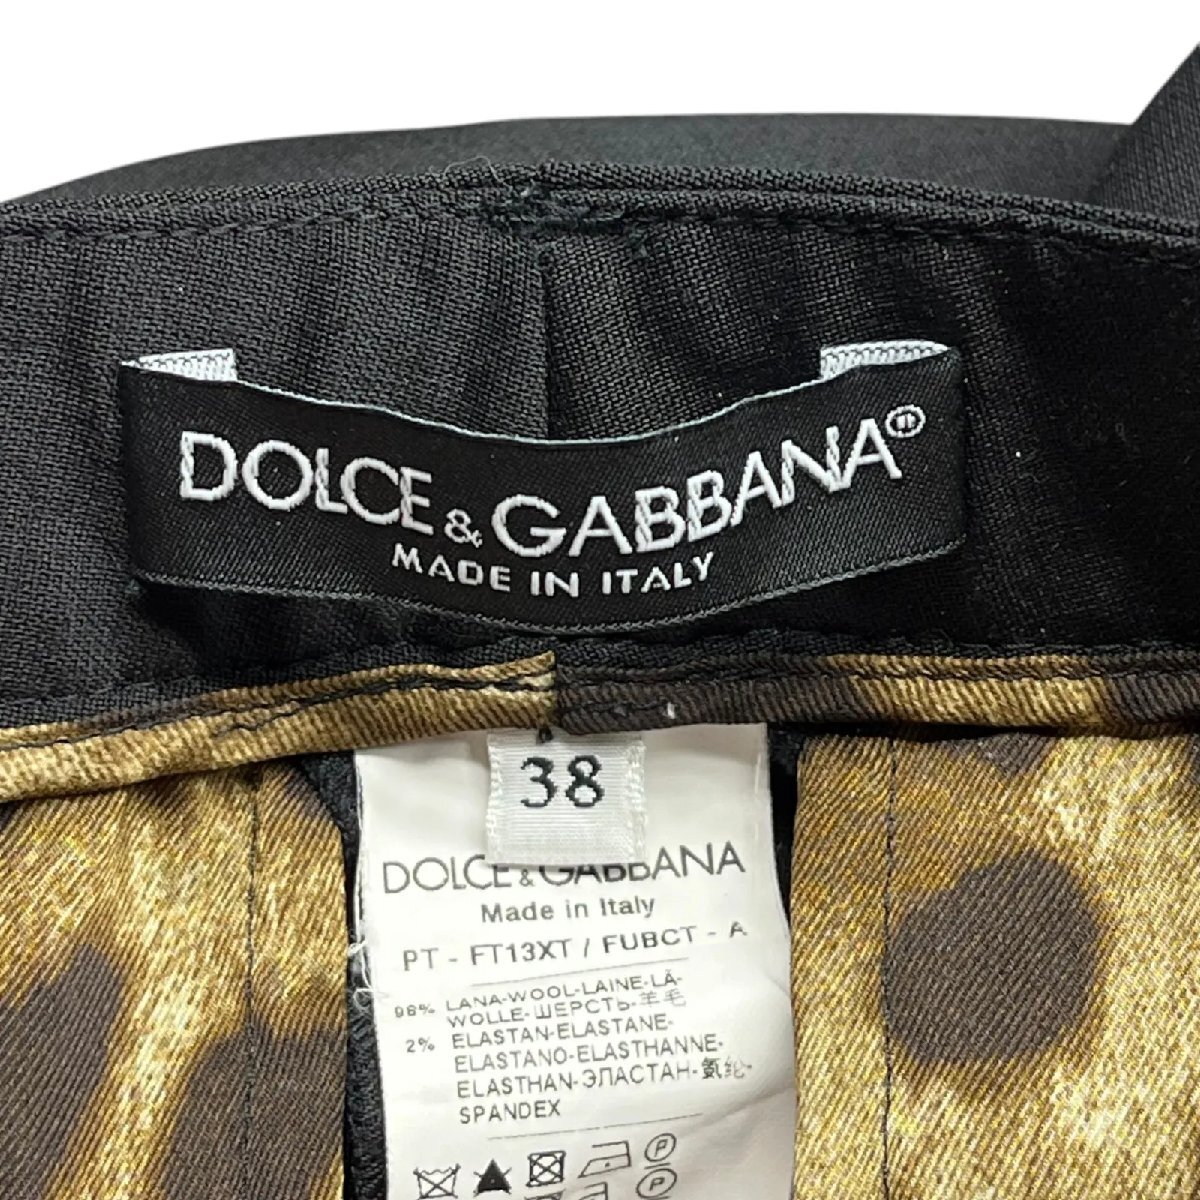 DOLCE & GABBANA®
MADE IN ITALY
38
DOLCE & GABBANA
Made in Italy
PT - FT13XT / FUBCT - A
98% LANA-WOOL-LAINE-LÃ-
WOLLE-ШЕРСТЬ-羊毛
2% ELASTAN-ELASTANE-
ELASTANO-ELASTHANNE-
ELASTHAN-ЭЛАСТАН-氨纶-
SPANDEX
P
P